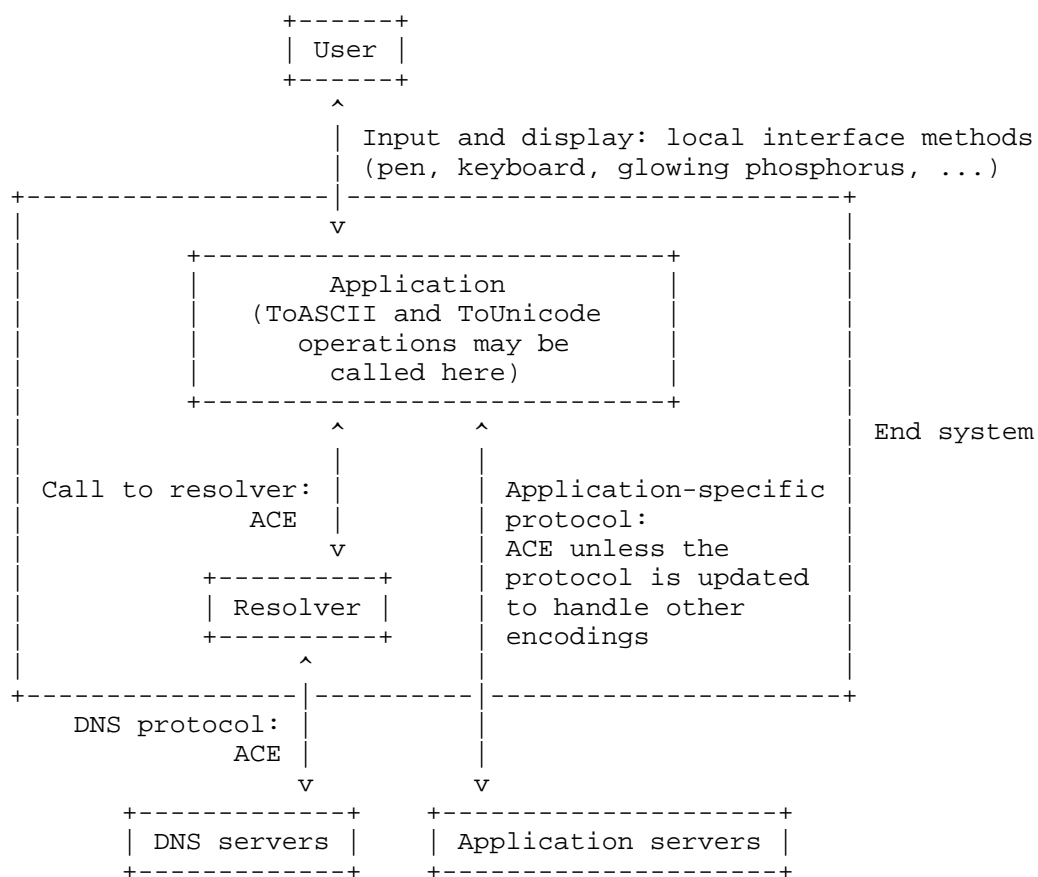 User
Input and display: local interface methods
(pen, keyboard, glowing phosphorus, ...)
Application
(ToASCII and ToUnicode
operations may be
called here)
End system
Call to resolver:
ACE
Application-specific
protocol:
ACE unless the
protocol is updated
to handle other
encodings
Resolver
DNS protocol:
ACE
DNS servers
Application servers